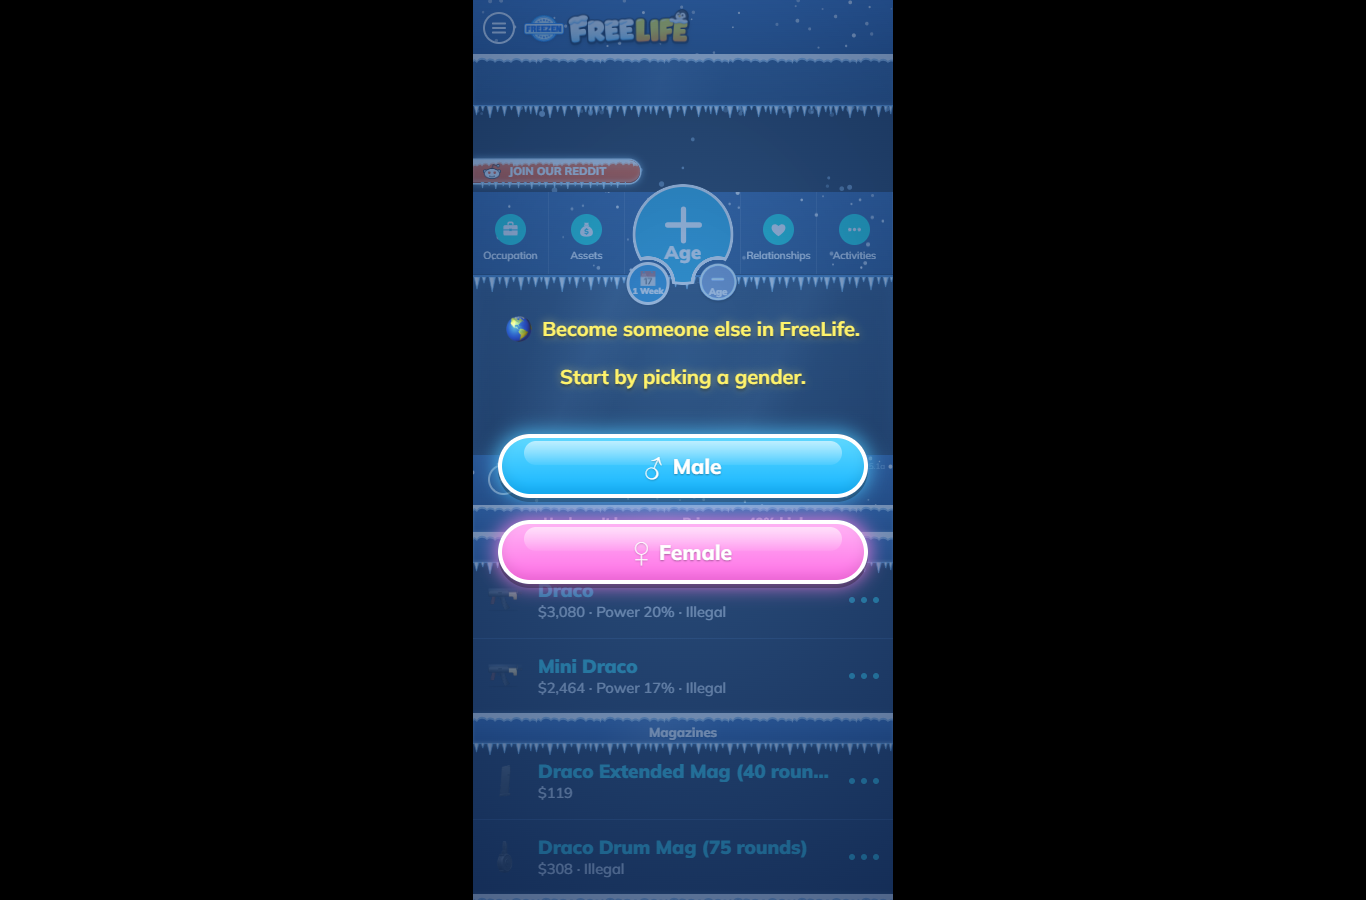 FREEZEN FREELIFE
JOIN OUR REDDIT
Occupation
Assets
Age
Relationships
Activities
17
1 Week
Age
Become someone else in FreeLife.
Start by picking a gender.
♂ Male
♀ Female
Draco
$3,080 · Power 20% · Illegal
Mini Draco
$2,464 · Power 17% · Illegal
Magazines
Draco Extended Mag (40 roun...
$119
Draco Drum Mag (75 rounds)
$308 · Illegal